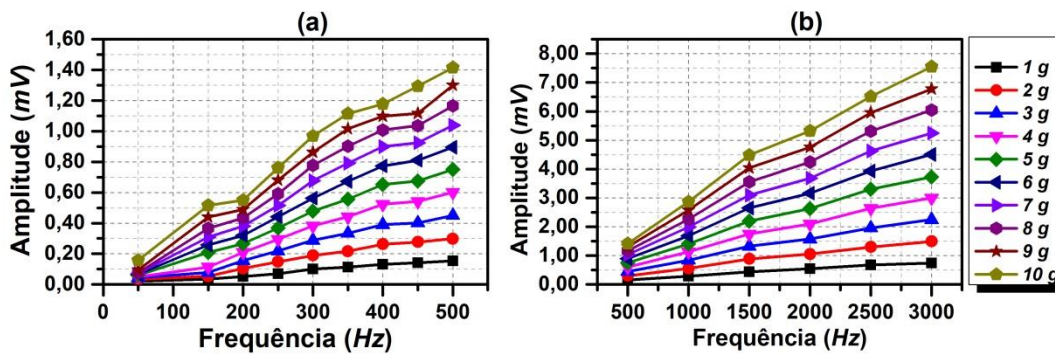 (a)
Amplitude (mV)
1,60
1,40
1,20
1,00
0,80
0,60
0,40
0,20
0,00
0 100 200 300 400 500
Frequência (Hz)
(b)
Amplitude (mV)
8,00
7,00
6,00
5,00
4,00
3,00
2,00
1,00
0,00
500 1000 1500 2000 2500 3000
Frequência (Hz)
1 g
2 g
3 g
4 g
5 g
6 g
7 g
8 g
9 g
10 g